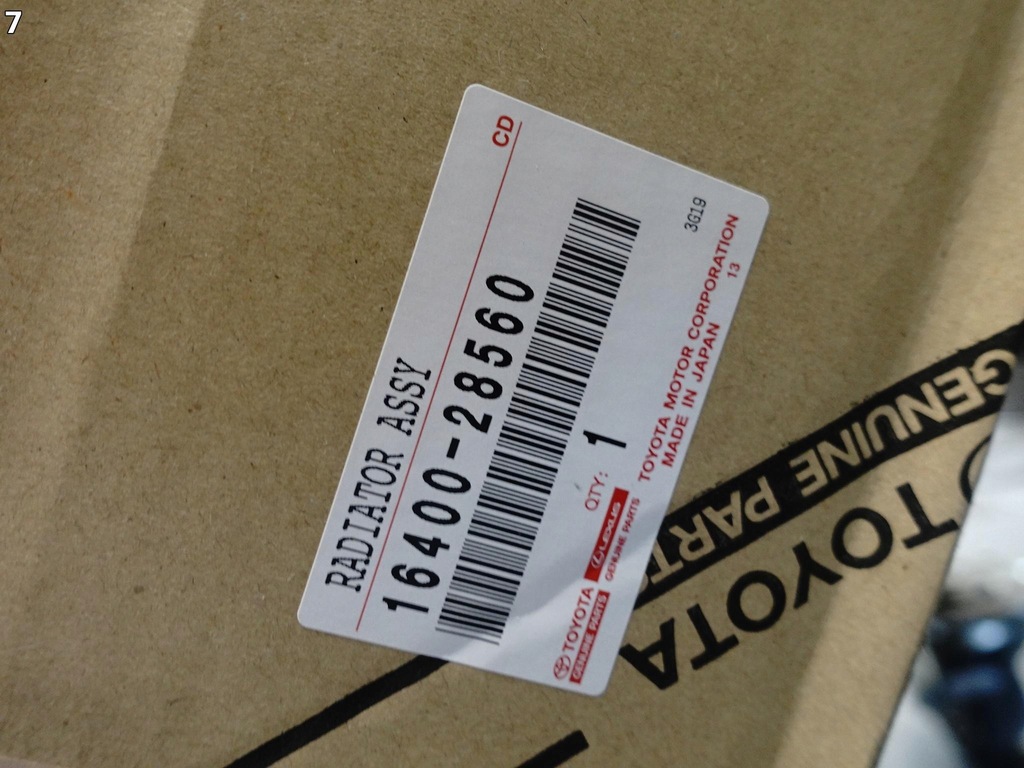 7
CD
RADIATOR ASSY
16400-28560
QTY: 1
3G19
TOYOTA
GENUINE PARTS
LEXUS
GENUINE PARTS
TOYOTA MOTOR CORPORATION
MADE IN JAPAN 13
GENUINE PARTS
TOYOTA